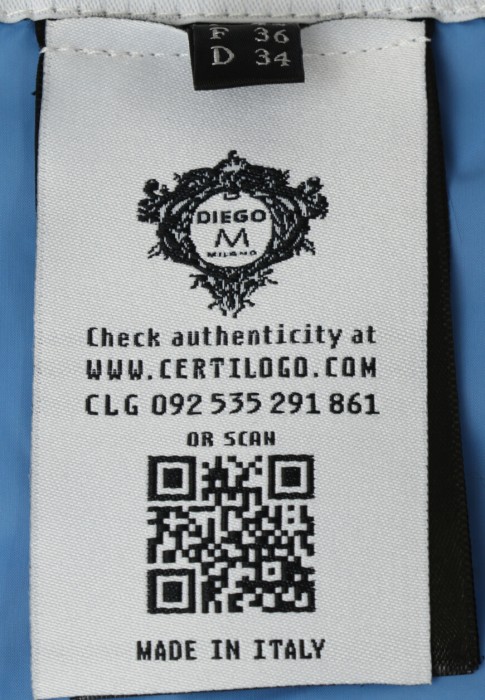 F 36
D 34
DIEGO
M
MILANO
Check authenticity at
WWW.CERTILOGO.COM
CLG 092 535 291 861
OR SCAN
MADE IN ITALY